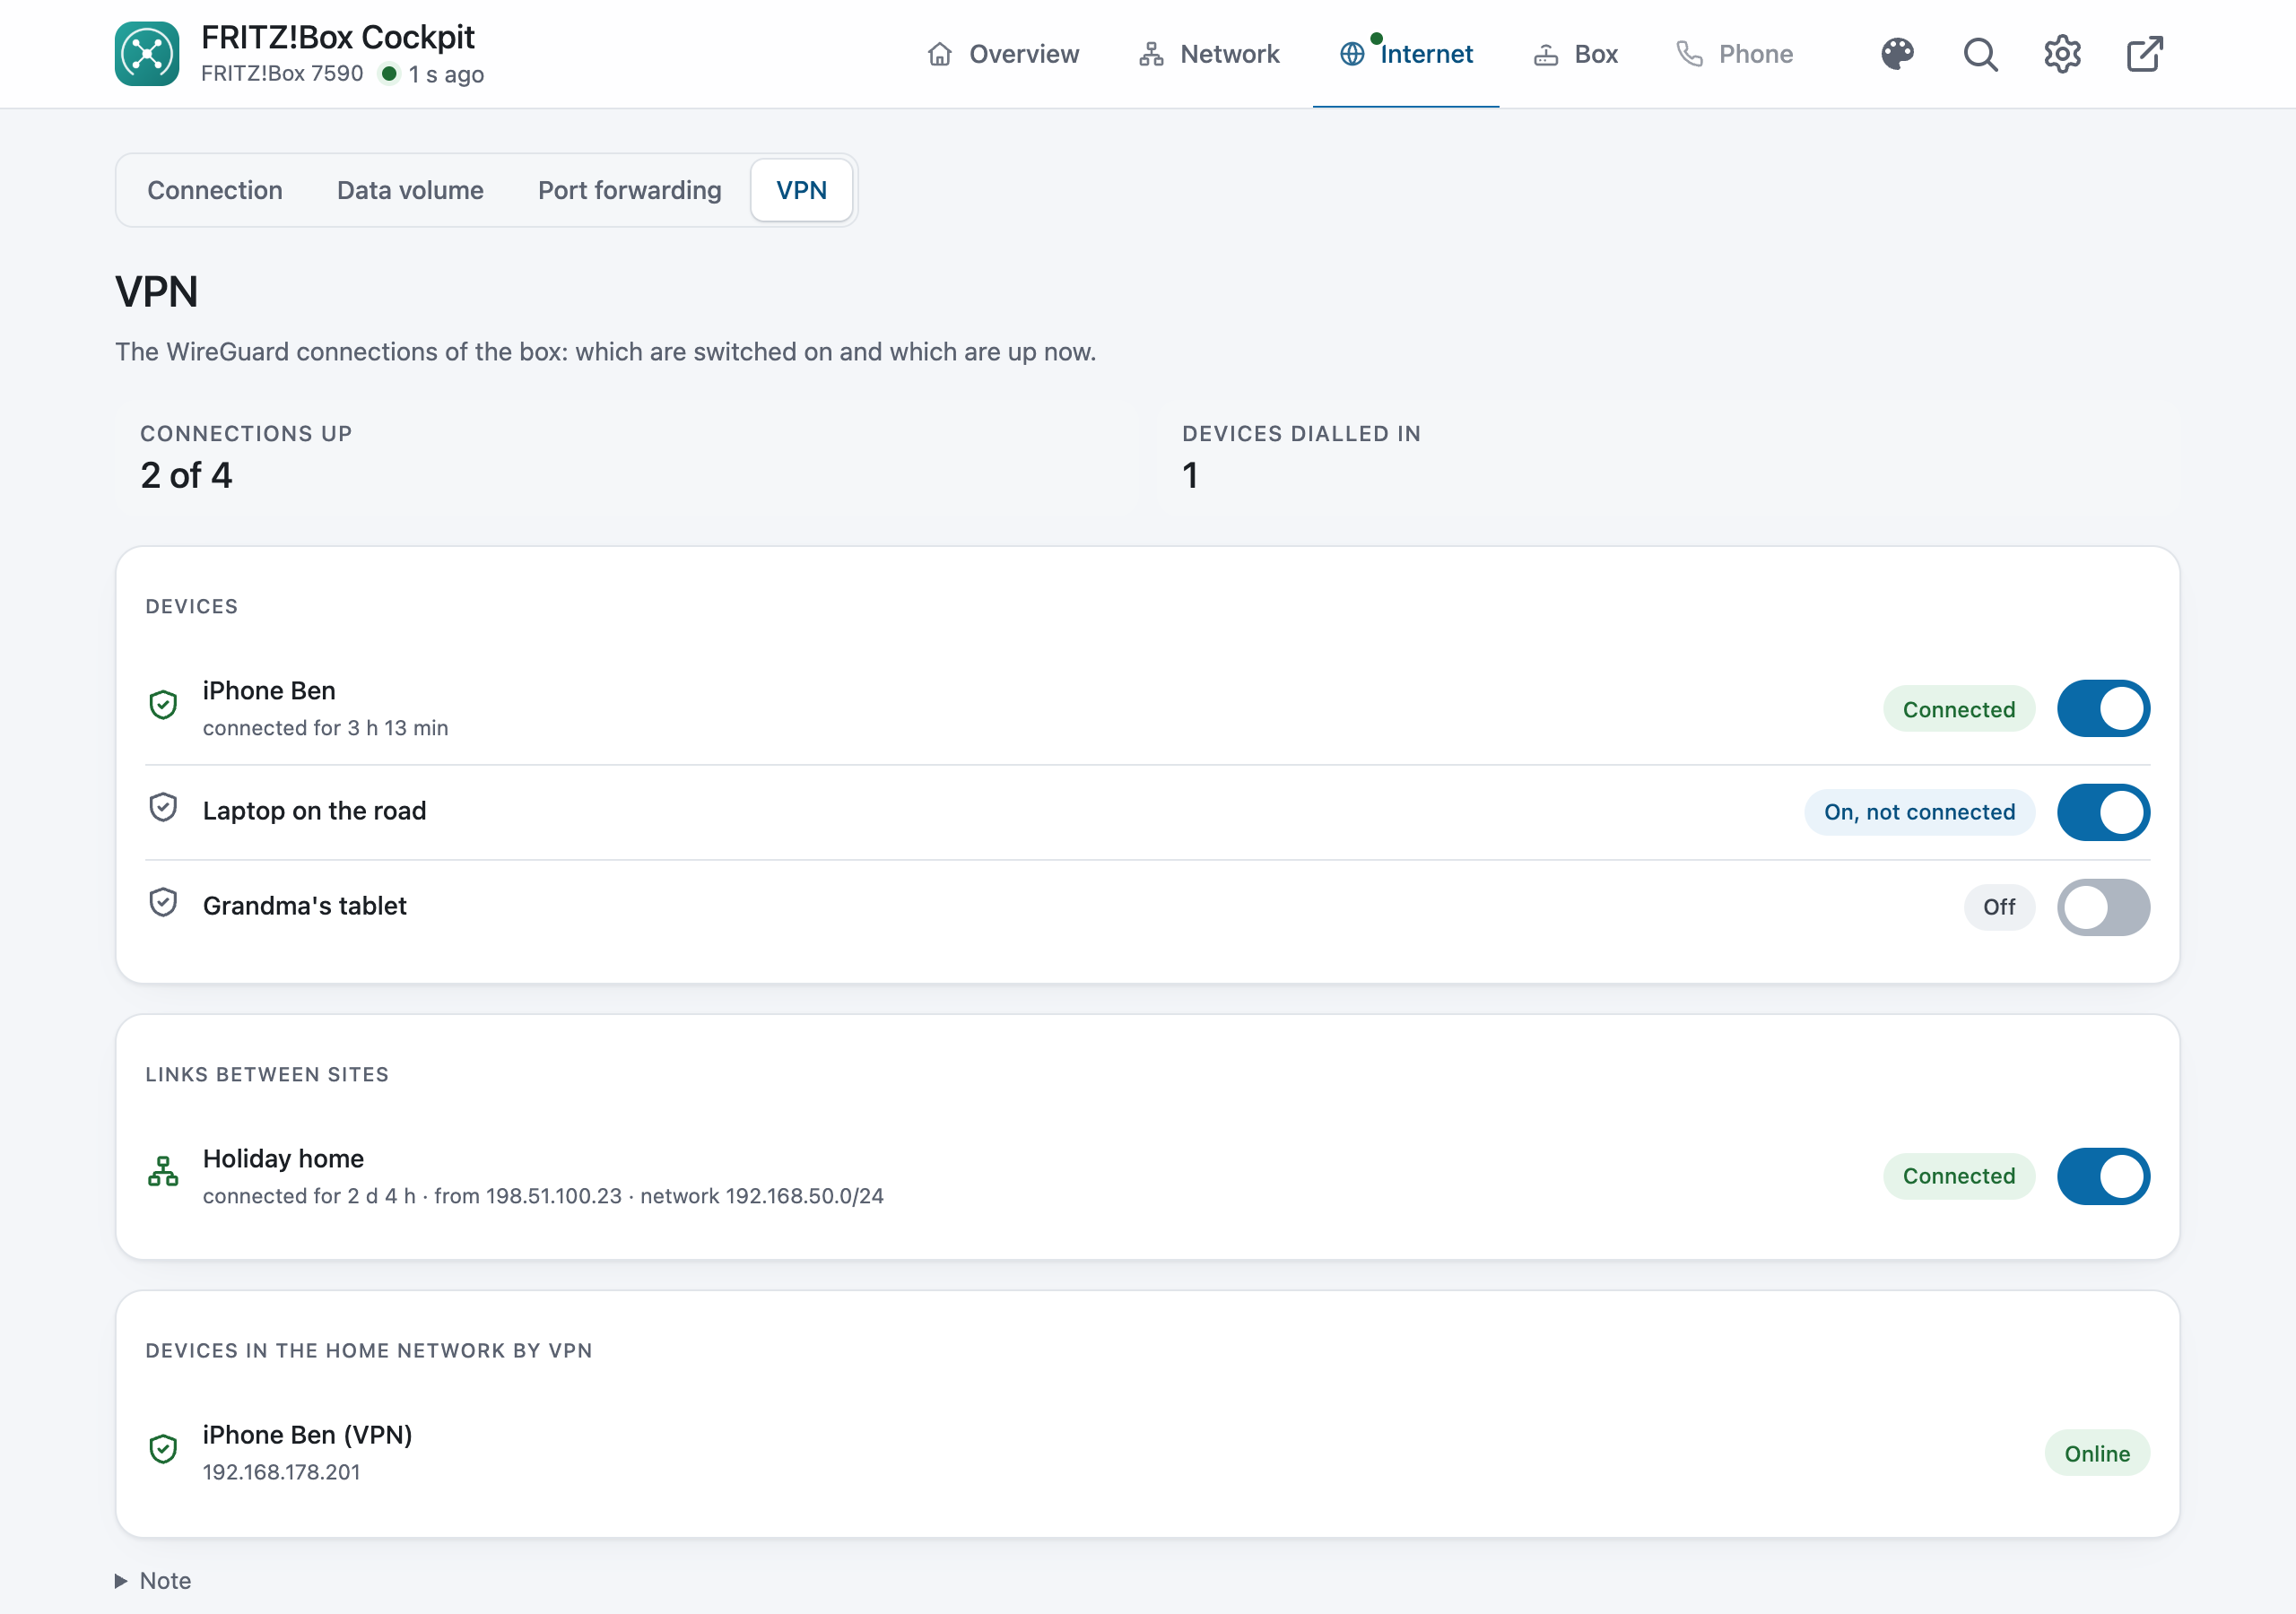 FRITZ!Box Cockpit
FRITZ!Box 7590 1 s ago
Overview
Network
Internet
Box
Phone
Connection
Data volume
Port forwarding
VPN
VPN
The WireGuard connections of the box: which are switched on and which are up now.
CONNECTIONS UP
2 of 4
DEVICES DIALLED IN
1
DEVICES
iPhone Ben
connected for 3 h 13 min
Connected
Laptop on the road
On, not connected
Grandma's tablet
Off
LINKS BETWEEN SITES
Holiday home
connected for 2 d 4 h · from 198.51.100.23 · network 192.168.50.0/24
Connected
DEVICES IN THE HOME NETWORK BY VPN
iPhone Ben (VPN)
192.168.178.201
Online
Note